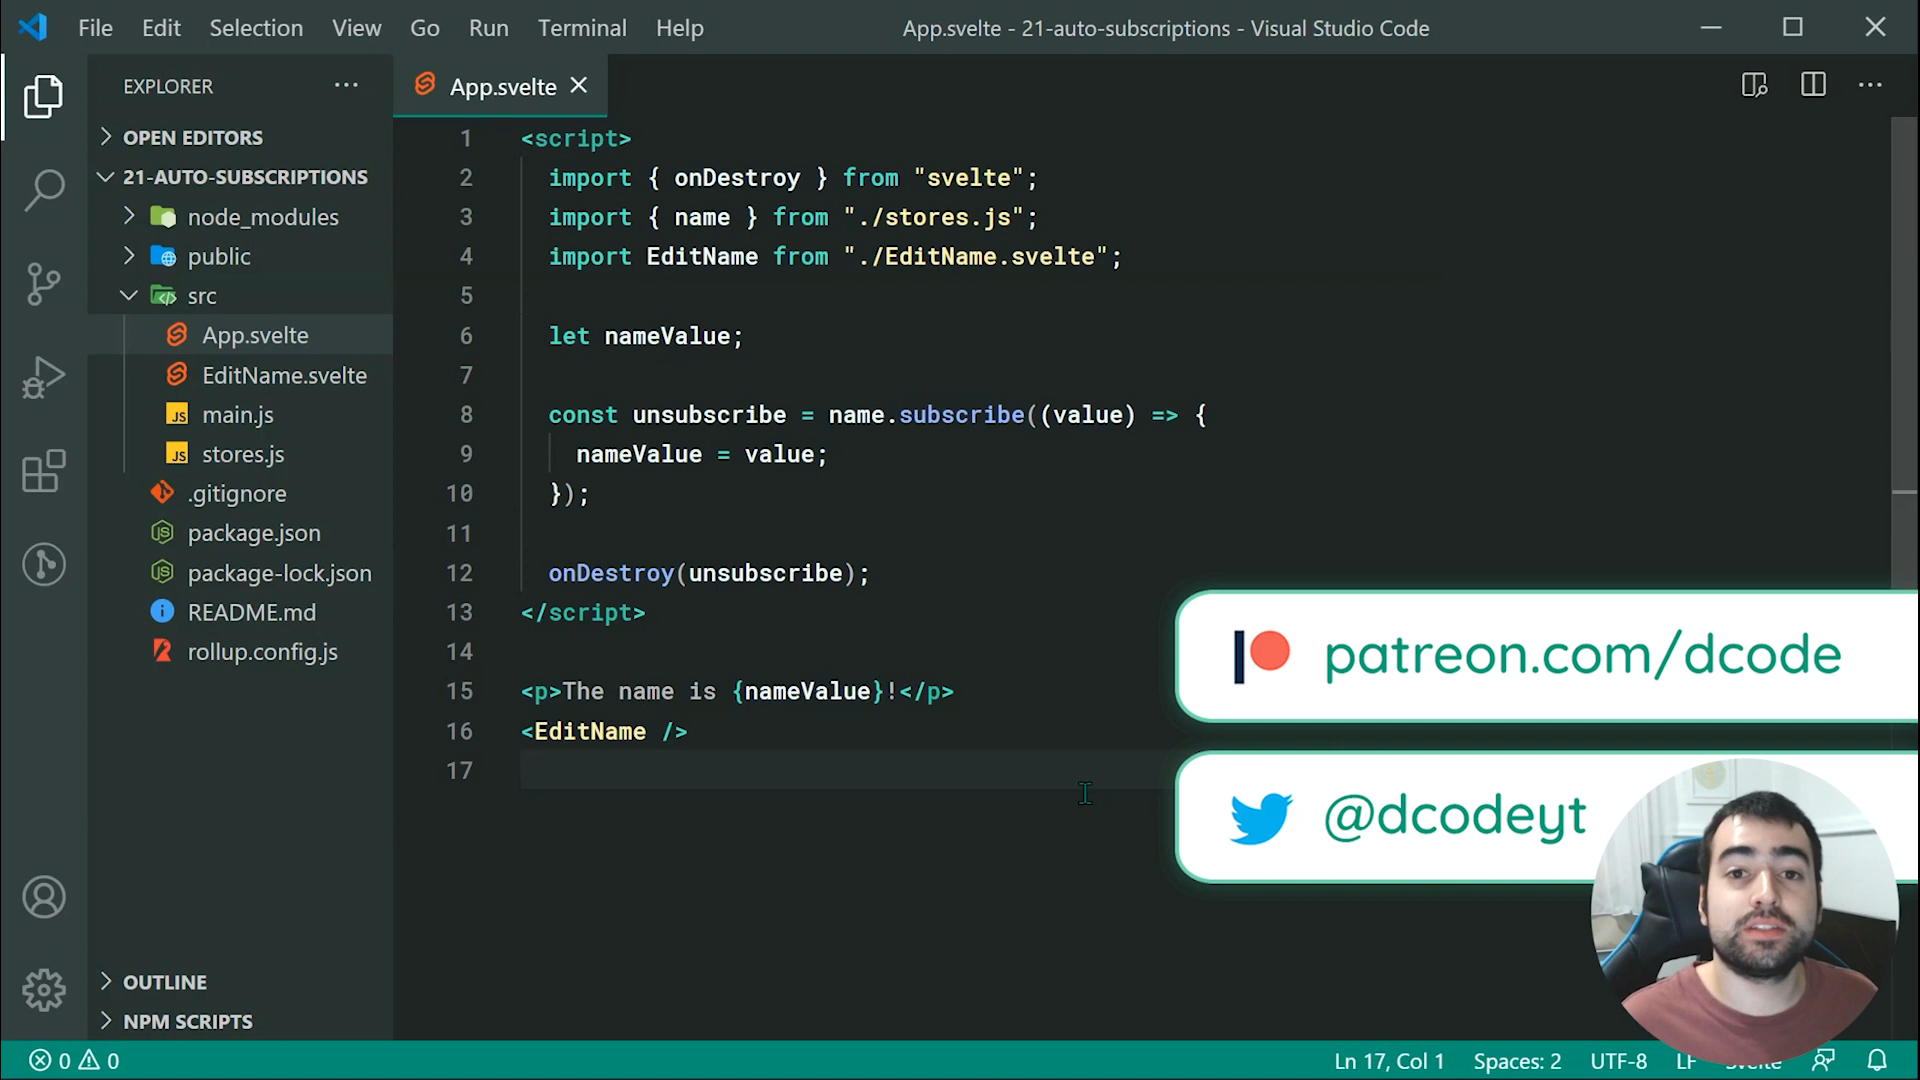 File Edit Selection View Go Run Terminal Help
App.svelte - 21-auto-subscriptions - Visual Studio Code
EXPLORER
OPEN EDITORS
21-AUTO-SUBSCRIPTIONS
node_modules
public
src
App.svelte
EditName.svelte
JS main.js
JS stores.js
.gitignore
package.json
package-lock.json
README.md
rollup.config.js
OUTLINE
NPM SCRIPTS
App.svelte
1 <script>
2 import { onDestroy } from "svelte";
3 import { name } from "./stores.js";
4 import EditName from "./EditName.svelte";
5
6 let nameValue;
7
8 const unsubscribe = name.subscribe((value) => {
9 nameValue = value;
10 });
11
12 onDestroy(unsubscribe);
13 </script>
14
15 <p>The name is {nameValue}!</p>
16 <EditName />
17
patreon.com/dcode
@dcodeyt
0 0
Ln 17, Col 1 Spaces: 2 UTF-8 LF Svelte